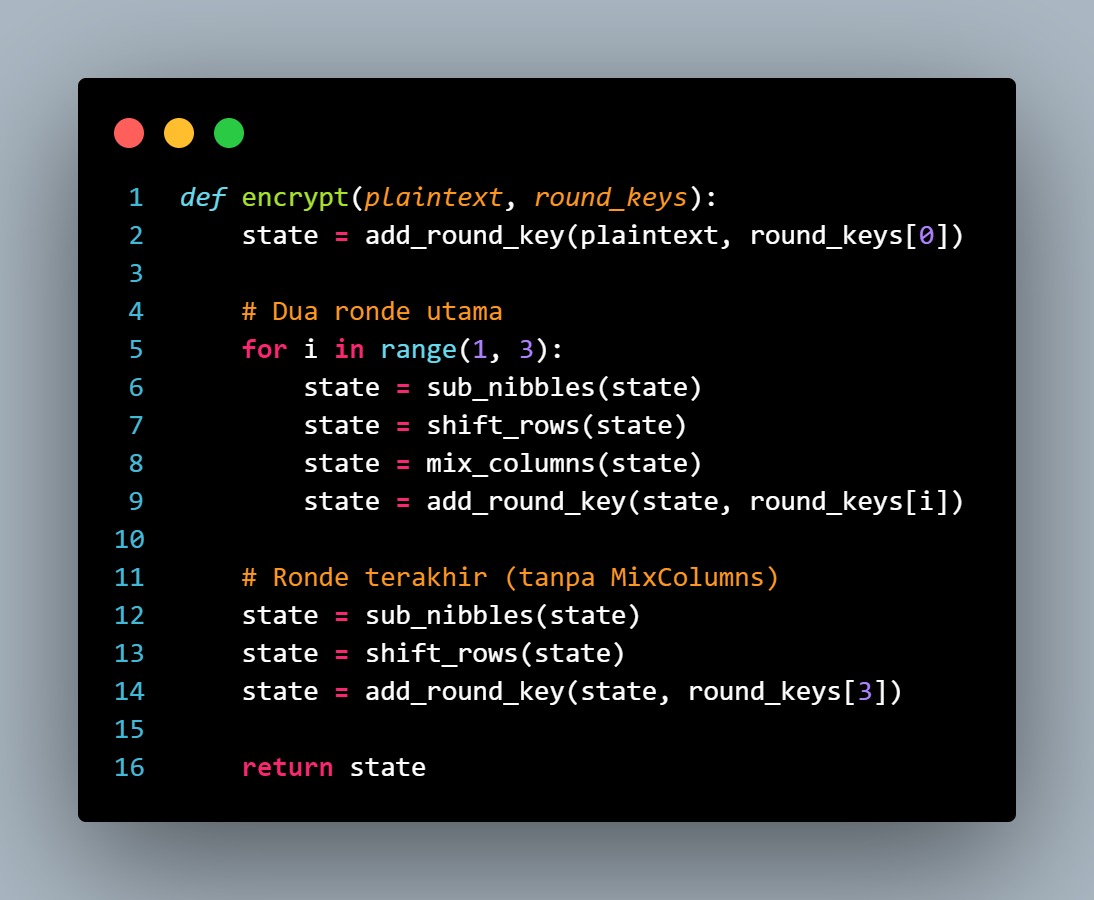 1 def encrypt(plaintext, round_keys):
2     state = add_round_key(plaintext, round_keys[0])
3
4     # Dua ronde utama
5     for i in range(1, 3):
6         state = sub_nibbles(state)
7         state = shift_rows(state)
8         state = mix_columns(state)
9         state = add_round_key(state, round_keys[i])
10
11     # Ronde terakhir (tanpa MixColumns)
12     state = sub_nibbles(state)
13     state = shift_rows(state)
14     state = add_round_key(state, round_keys[3])
15
16     return state